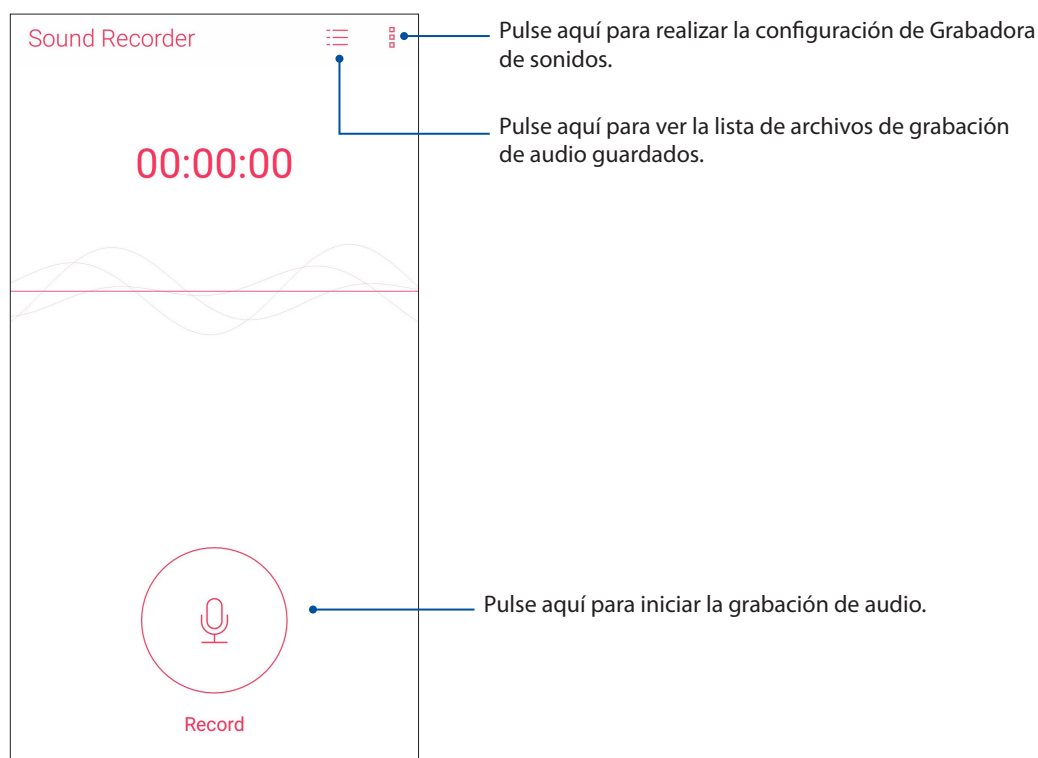 Sound Recorder
Pulse aquí para realizar la configuración de Grabadora
de sonidos.
Pulse aquí para ver la lista de archivos de grabación
de audio guardados.
00:00:00
Pulse aquí para iniciar la grabación de audio.
Record